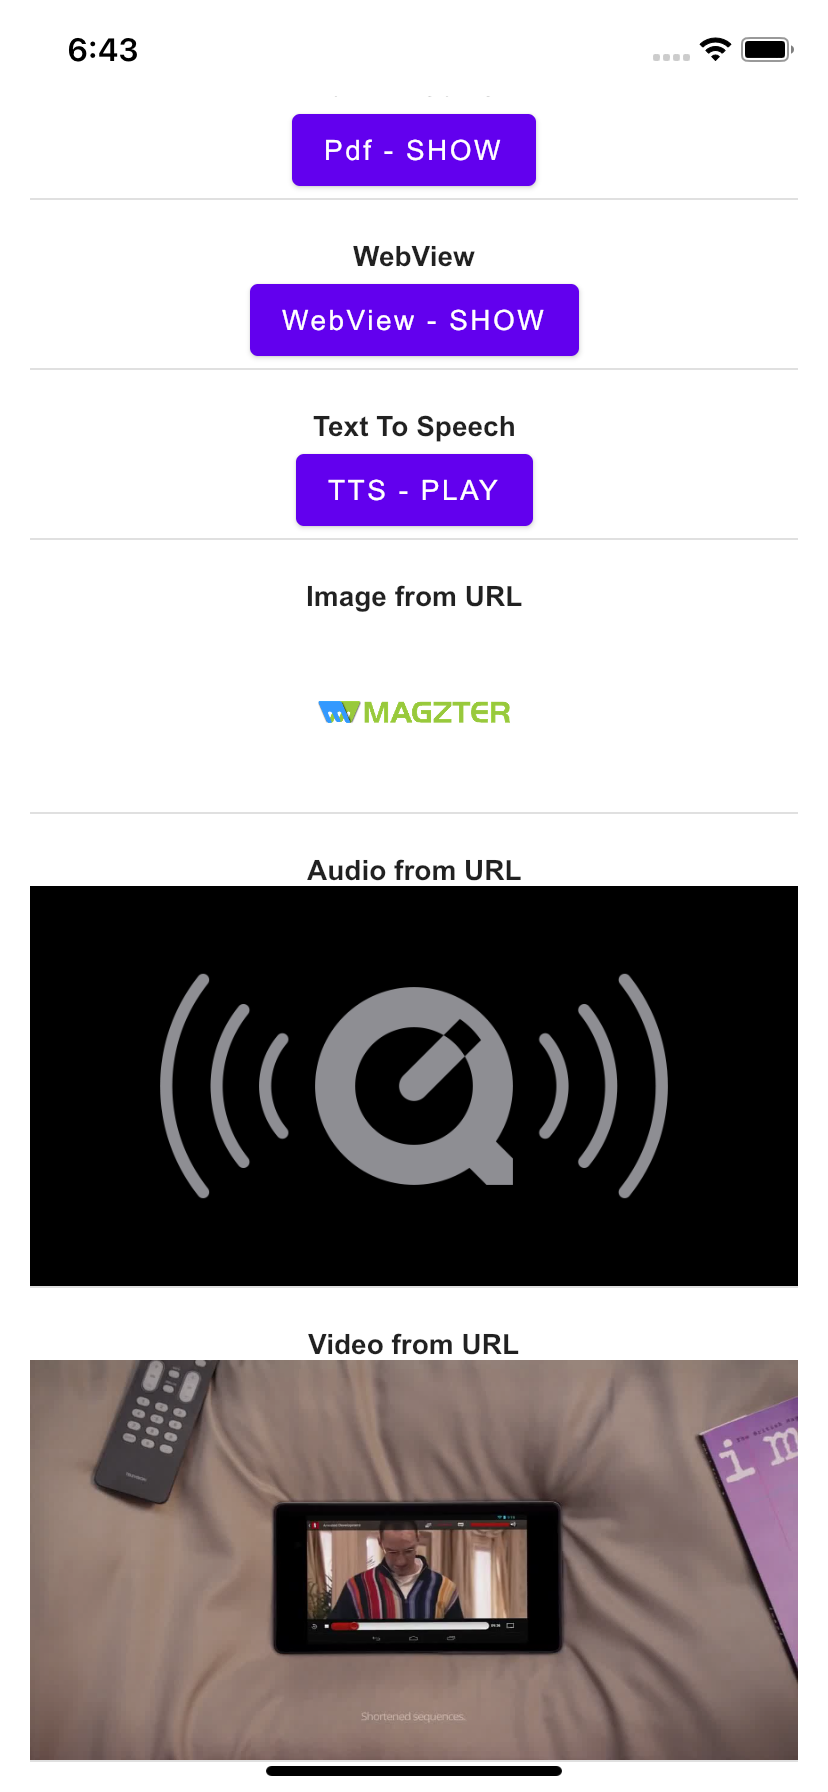 6:43
Pdf - SHOW
WebView
WebView - SHOW
Text To Speech
TTS - PLAY
Image from URL
MAGZTER
Audio from URL
Video from URL
im
Shortened sequences.